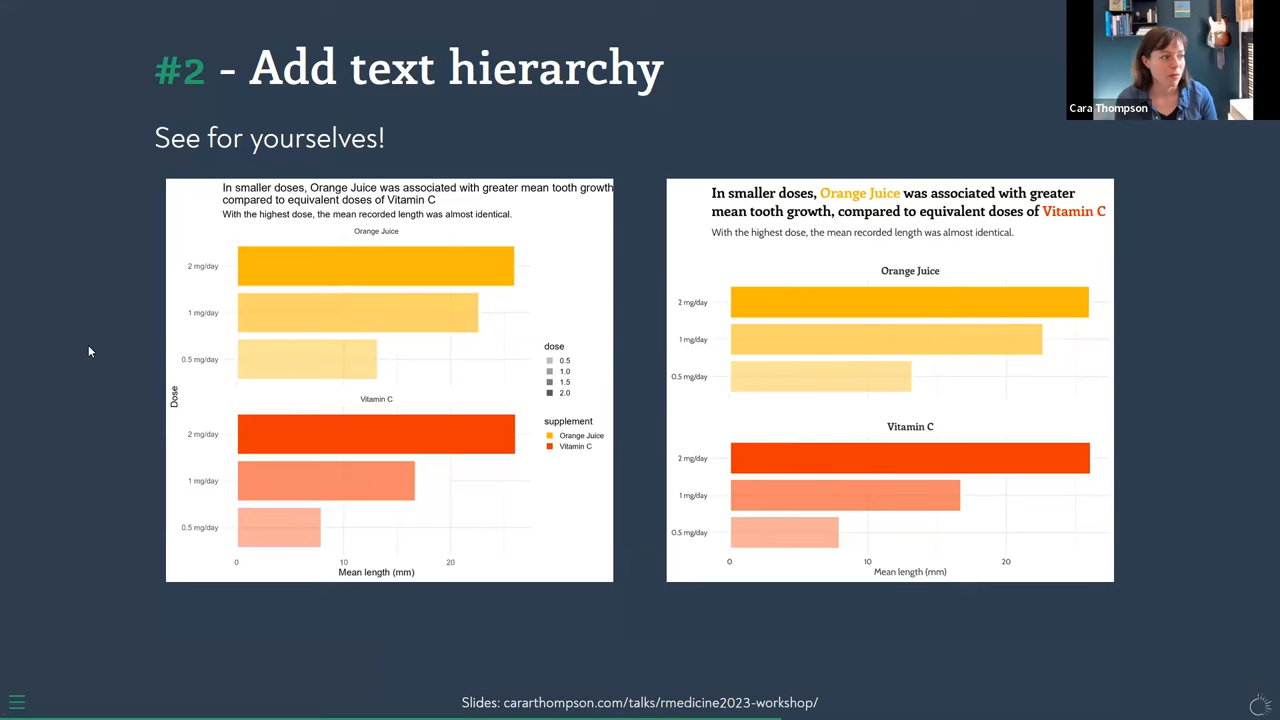 #2 - Add text hierarchy
Cara Thompson
See for yourselves!
In smaller doses, Orange Juice was associated with greater mean tooth growth
compared to equivalent doses of Vitamin C
With the highest dose, the mean recorded length was almost identical.
Orange Juice
2 mg/day
1 mg/day
0.5 mg/day
Dose
Vitamin C
2 mg/day
1 mg/day
0.5 mg/day
0 10 20
Mean length (mm)
dose
0.5
1.0
1.5
2.0
supplement
Orange Juice
Vitamin C
In smaller doses, Orange Juice was associated with greater
mean tooth growth, compared to equivalent doses of Vitamin C
With the highest dose, the mean recorded length was almost identical.
Orange Juice
2 mg/day
1 mg/day
0.5 mg/day
Vitamin C
2 mg/day
1 mg/day
0.5 mg/day
0 10 20
Mean length (mm)
Slides: cararthompson.com/talks/rmedicine2023-workshop/